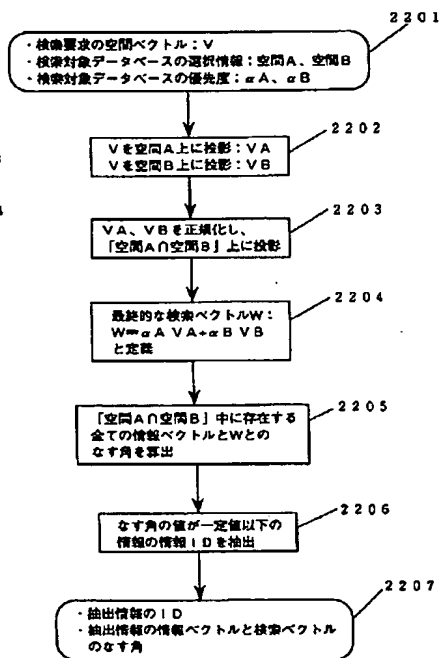 2201
・検索要求の空間ベクトル：V
・検索対象データベースの選択情報：空間A、空間B
・検索対象データベースの優先度：αA、αB
2202
Vを空間A上に投影：VA
Vを空間B上に投影：VB
2203
VA、VBを正規化し、
「空間A∩空間B」上に投影
2204
最終的な検索ベクトルW：
W=αA VA+αB VB
と定義
2205
「空間A∩空間B」中に存在する
全ての情報ベクトルとWとの
なす角を算出
2206
なす角の値が一定値以下の
情報の情報IDを抽出
2207
・抽出情報のID
・抽出情報の情報ベクトルと検索ベクトル
のなす角